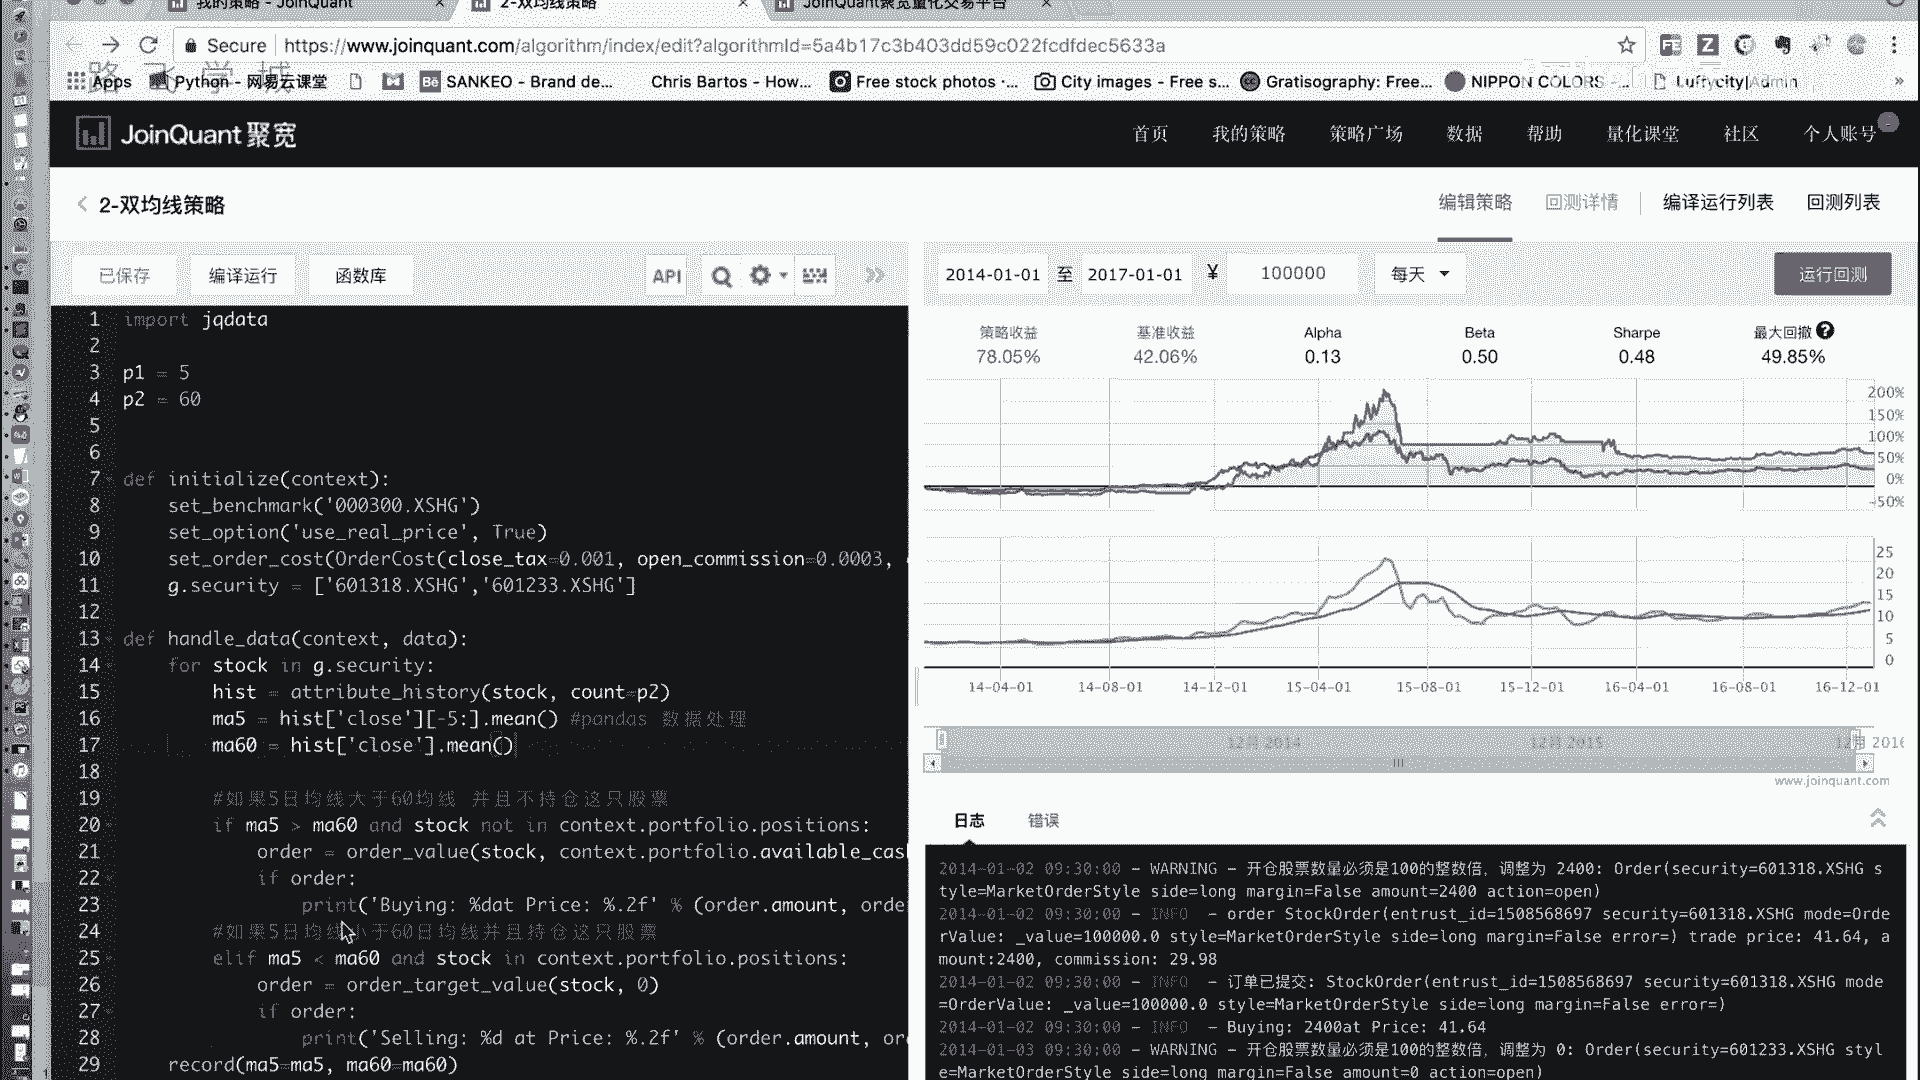 我的策略 - JoinQuant
2-双均线策略
JoinQuant聚宽量化交易平台
Secure https://www.joinquant.com/algorithm/index/edit?algorithmId=5a4b17c3b403dd59c022fcdfdec5633a
Apps Python - 网易云课堂 SANKEO - Brand de... Chris Bartos - How... Free stock photos ·... City images - Free s... Gratisography: Free... NIPPON COLORS -... Luffycity|Admin »
JoinQuant 聚宽
首页 我的策略 策略广场 数据 帮助 量化课堂 社区 个人账号
2-双均线策略
编辑策略 回测详情 编译运行列表 回测列表
已保存 编译运行 函数库 API
2014-01-01 至 2017-01-01 ¥ 100000 每天 运行回测
1 import jqdata
2
3 p1 = 5
4 p2 = 60
5
6
7 def initialize(context):
8 set_benchmark('000300.XSHG')
9 set_option('use_real_price', True)
10 set_order_cost(OrderCost(close_tax=0.001, open_commission=0.0003,
11 g.security = ['601318.XSHG','601233.XSHG']
12
13 def handle_data(context, data):
14 for stock in g.security:
15 hist = attribute_history(stock, count=p2)
16 ma5 = hist['close'][-5:].mean() #pandas 数据处理
17 ma60 = hist['close'].mean()
18
19 #如果5日均线大于60均线 并且不持仓这只股票
20 if ma5 > ma60 and stock not in context.portfolio.positions:
21 order = order_value(stock, context.portfolio.available_cas
22 if order:
23 print('Buying: %dat Price: %.2f' % (order.amount, orde
24 #如果5日均线小于60日均线并且持仓这只股票
25 elif ma5 < ma60 and stock in context.portfolio.positions:
26 order = order_target_value(stock, 0)
27 if order:
28 print('Selling: %d at Price: %.2f' % (order.amount, or
29 record(ma5=ma5, ma60=ma60)
策略收益 基准收益 Alpha Beta Sharpe 最大回撤
78.05% 42.06% 0.13 0.50 0.48 49.85%
200%
150%
100%
50%
0%
-50%
25
20
15
10
5
0
14-04-01 14-08-01 14-12-01 15-04-01 15-08-01 15-12-01 16-04-01 16-08-01 16-12-01
12月 2014 12月 2015 12月 2016
www.joinquant.com
日志 错误
2014-01-02 09:30:00 - WARNING - 开仓股票数量必须是100的整数倍，调整为 2400: Order(security=601318.XSHG s
tyle=MarketOrderStyle side=long margin=False amount=2400 action=open)
2014-01-02 09:30:00 - INFO - order StockOrder(entrust_id=1508568697 security=601318.XSHG mode=Orde
rValue: _value=100000.0 style=MarketOrderStyle side=long margin=False error=) trade price: 41.64, a
mount:2400, commission: 29.98
2014-01-02 09:30:00 - INFO - 订单已提交: StockOrder(entrust_id=1508568697 security=601318.XSHG mode
=OrderValue: _value=100000.0 style=MarketOrderStyle side=long margin=False error=)
2014-01-02 09:30:00 - INFO - Buying: 2400at Price: 41.64
2014-01-03 09:30:00 - WARNING - 开仓股票数量必须是100的整数倍，调整为 0: Order(security=601233.XSHG styl
e=MarketOrderStyle side=long margin=False amount=0 action=open)